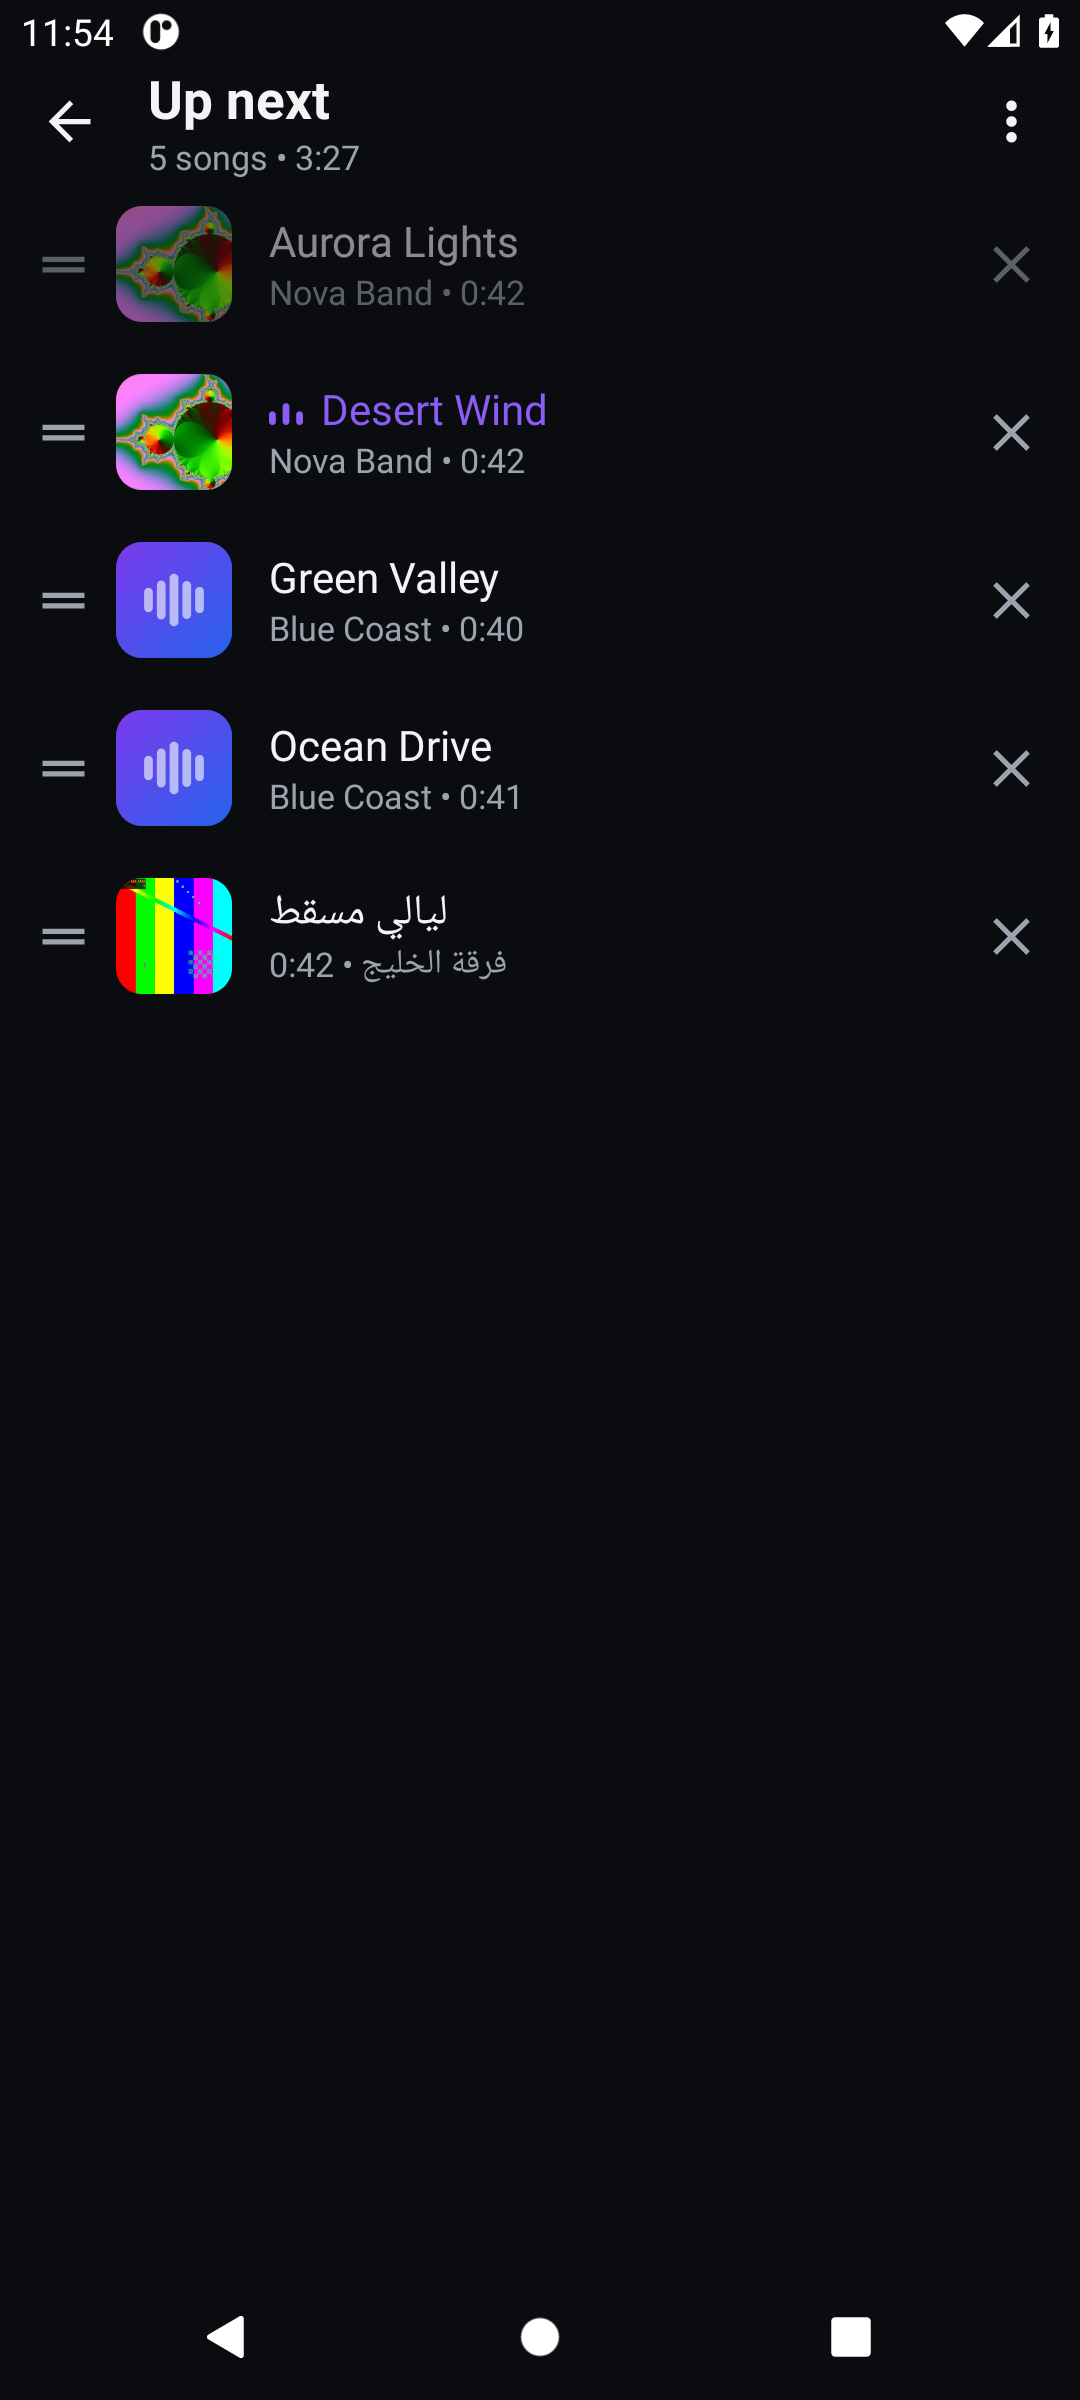 11:54
Up next
5 songs • 3:27
Aurora Lights
Nova Band • 0:42
Desert Wind
Nova Band • 0:42
Green Valley
Blue Coast • 0:40
Ocean Drive
Blue Coast • 0:41
ليالي مسقط
فرقة الخليج • 0:42